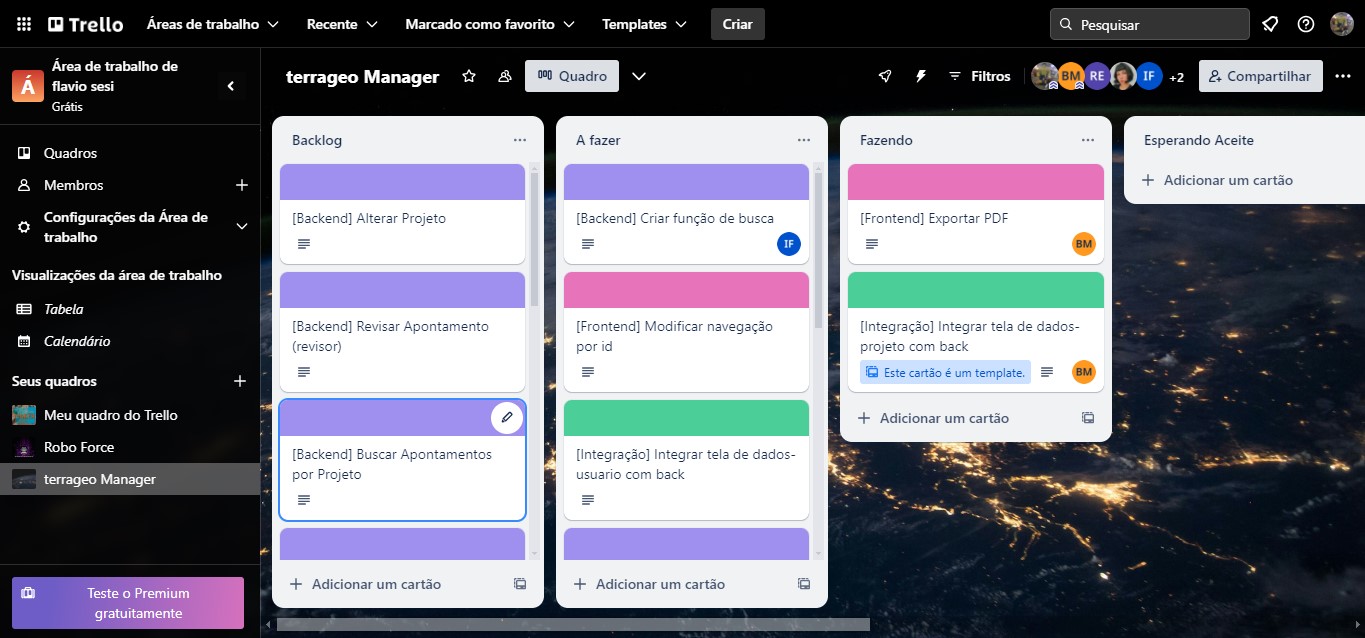 Trello
Áreas de trabalho
Recente
Marcado como favorito
Templates
Criar
Pesquisar
Á
Área de trabalho de
flavio sesi
Grátis
Quadros
Membros
Configurações da Área de
trabalho
Visualizações da área de trabalho
Tabela
Calendário
Seus quadros
Meu quadro do Trello
Robo Force
terrageo Manager
Teste o Premium
gratuitamente
terrageo Manager
Quadro
Filtros
BM
RE
IF
+2
Compartilhar
Backlog
[Backend] Alterar Projeto
[Backend] Revisar Apontamento
(revisor)
[Backend] Buscar Apontamentos
por Projeto
Adicionar um cartão
A fazer
[Backend] Criar função de busca
IF
[Frontend] Modificar navegação
por id
[Integração] Integrar tela de dados-
usuario com back
Adicionar um cartão
Fazendo
[Frontend] Exportar PDF
BM
[Integração] Integrar tela de dados-
projeto com back
Este cartão é um template.
BM
Adicionar um cartão
Esperando Aceite
Adicionar um cartão